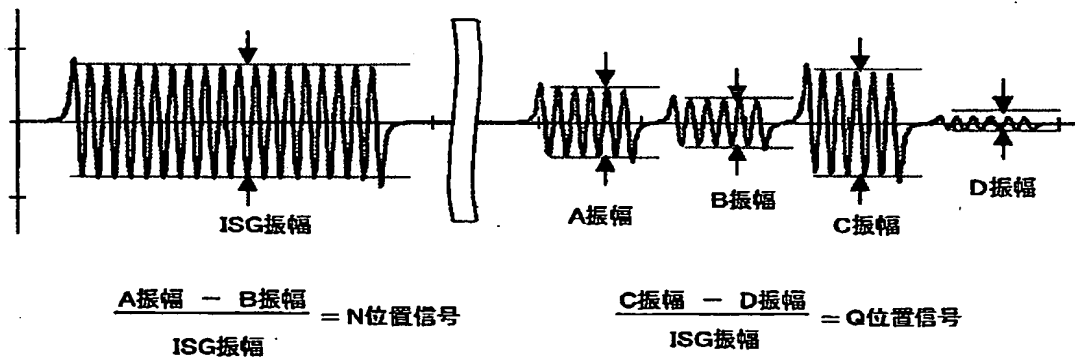 ISG振幅
A振幅
B振幅
C振幅
D振幅
A振幅 - B振幅
ISG振幅
= N位置信号
C振幅 - D振幅
ISG振幅
= Q位置信号